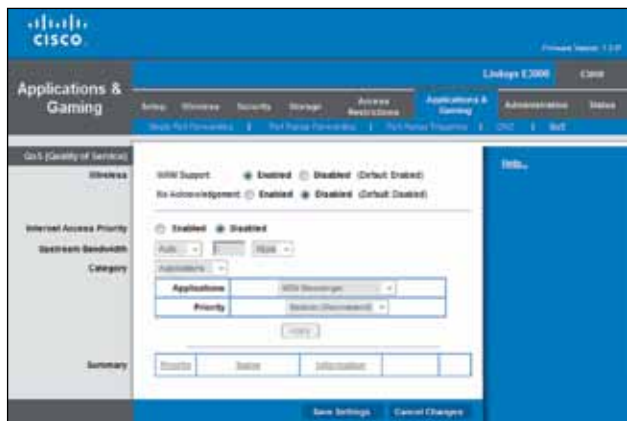 CISCO
Firmware Version: 1.0.0
Linksys E3000 Cisco
Applications & Gaming
Setup Wireless Security Storage Access Restrictions Applications & Gaming Administration Status
Single Port Forwarding | Port Range Forwarding | Port Range Triggering | DMZ | QoS
QoS (Quality of Service)
Wireless
WMM Support Enabled Disabled (Default: Enabled)
No Acknowledgement Enabled Disabled (Default: Disabled)
Internet Access Priority Enabled Disabled
Upstream Bandwidth Auto Kbps
Category Applications
Applications MSN Messenger
Priority Medium (Recommend)
Apply
Summary Priority Name Information
Help...
Save Settings Cancel Changes